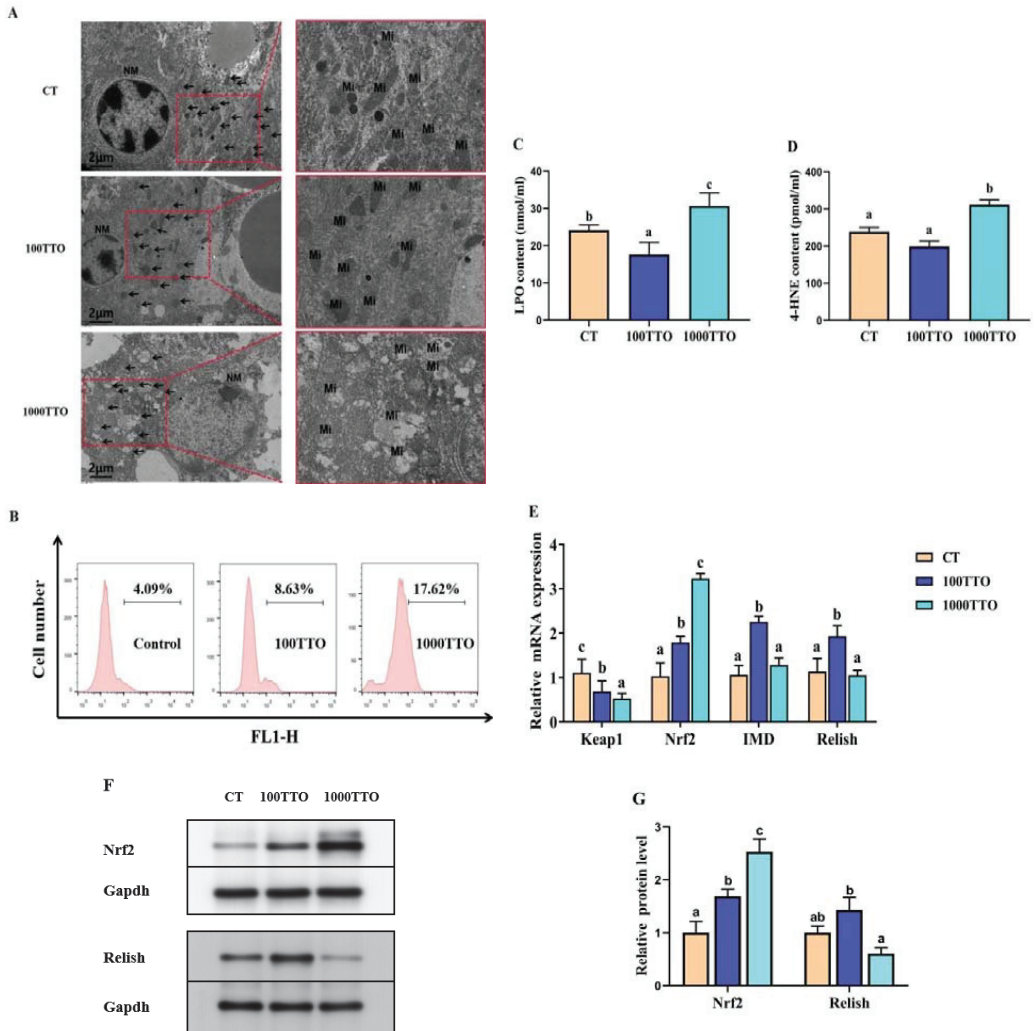 A
CT
NM
2μm
Mi
Mi
Mi
Mi
Mi
Mi
Mi
Mi
100TTO
NM
2μm
Mi
Mi
Mi
Mi
Mi
Mi
Mi
Mi
1000TTO
NM
2μm
Mi
Mi
Mi
Mi
Mi
Mi
Mi
Mi
B
Cell number
4.09%
Control
8.63%
100TTO
17.62%
1000TTO
FL1-H
C
LPO content (nmol/ml)
40
30
20
10
0
b
a
c
CT 100TTO 1000TTO
D
4-HNE content (pmol/ml)
400
300
200
100
0
a
a
b
CT 100TTO 1000TTO
E
Relative mRNA expression
4
3
2
1
0
c b a
a b c
a b a
a b a
Keap1 Nrf2 IMD Relish
CT
100TTO
1000TTO
F
CT 100TTO 1000TTO
Nrf2
Gapdh
Relish
Gapdh
G
Relative protein level
3
2
1
0
a b c
ab b a
Nrf2 Relish